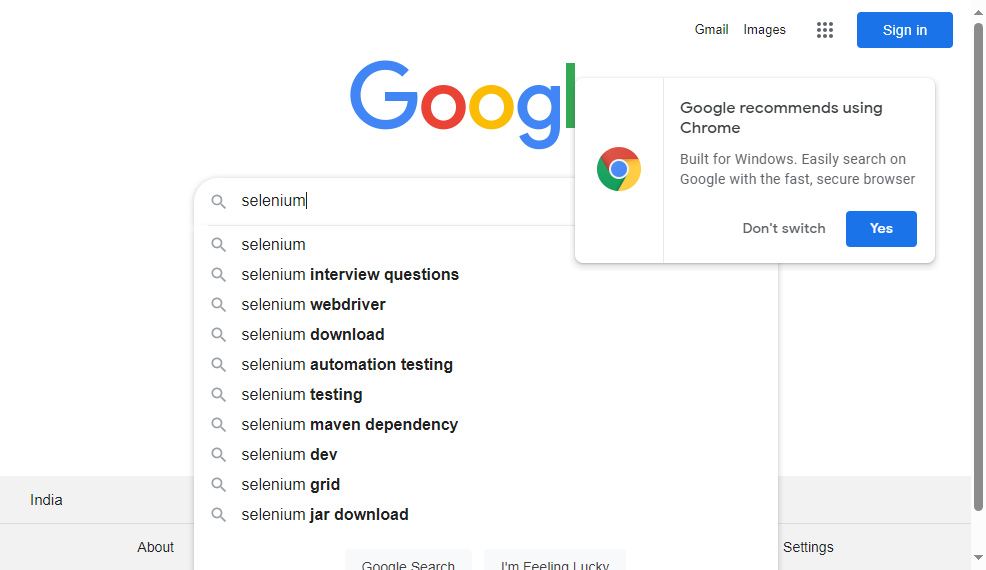 Gmail Images Sign in
Googl
Google recommends using
Chrome
Built for Windows. Easily search on
Google with the fast, secure browser
Don't switch Yes
selenium
selenium
selenium interview questions
selenium webdriver
selenium download
selenium automation testing
selenium testing
selenium maven dependency
selenium dev
selenium grid
selenium jar download
Google Search I'm Feeling Lucky
India
About Settings